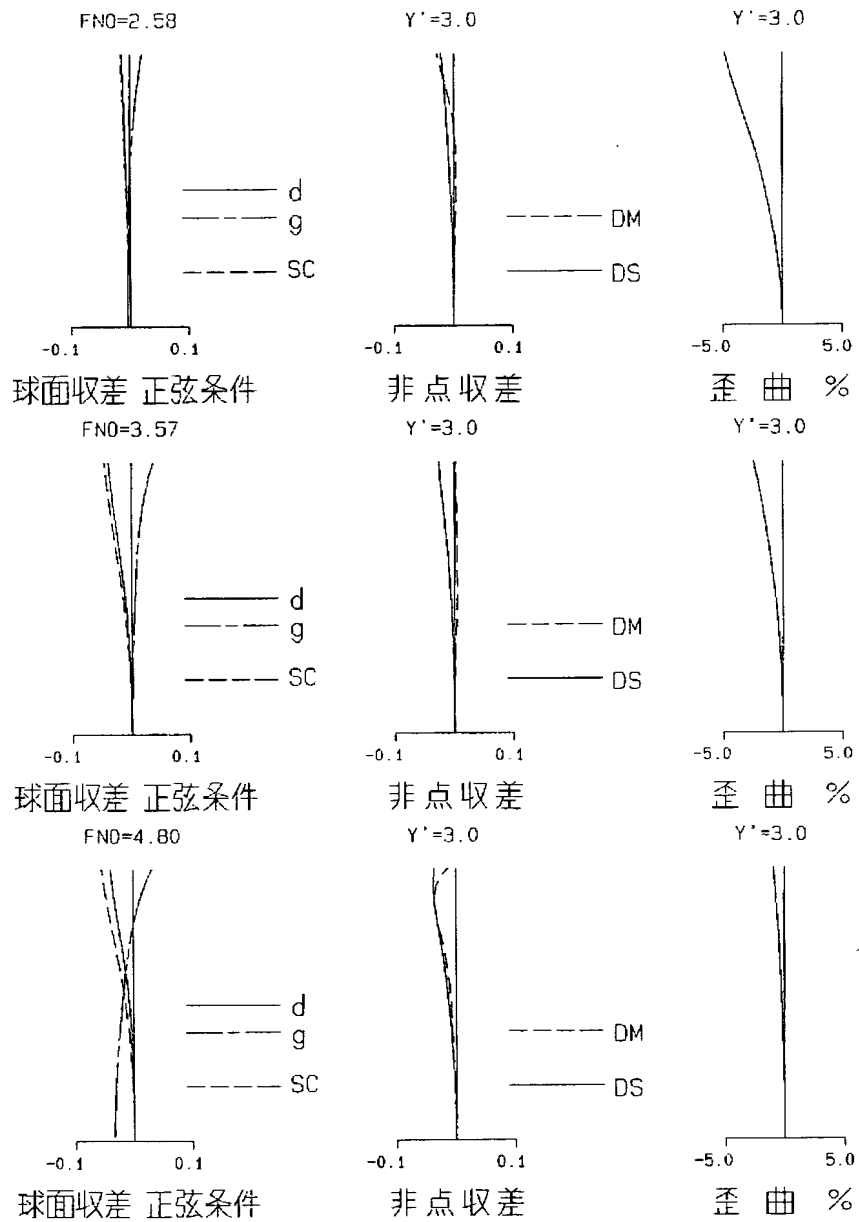 FNO=2.58 Y'=3.0 Y'=3.0
d
g DM
SC DS
-0.1 0.1 -0.1 0.1 -5.0 5.0
球面収差 正弦条件 非点収差 歪曲 %
FNO=3.57 Y'=3.0 Y'=3.0
d
g DM
SC DS
-0.1 0.1 -0.1 0.1 -5.0 5.0
球面収差 正弦条件 非点収差 歪曲 %
FNO=4.80 Y'=3.0 Y'=3.0
d
g DM
SC DS
-0.1 0.1 -0.1 0.1 -5.0 5.0
球面収差 正弦条件 非点収差 歪曲 %